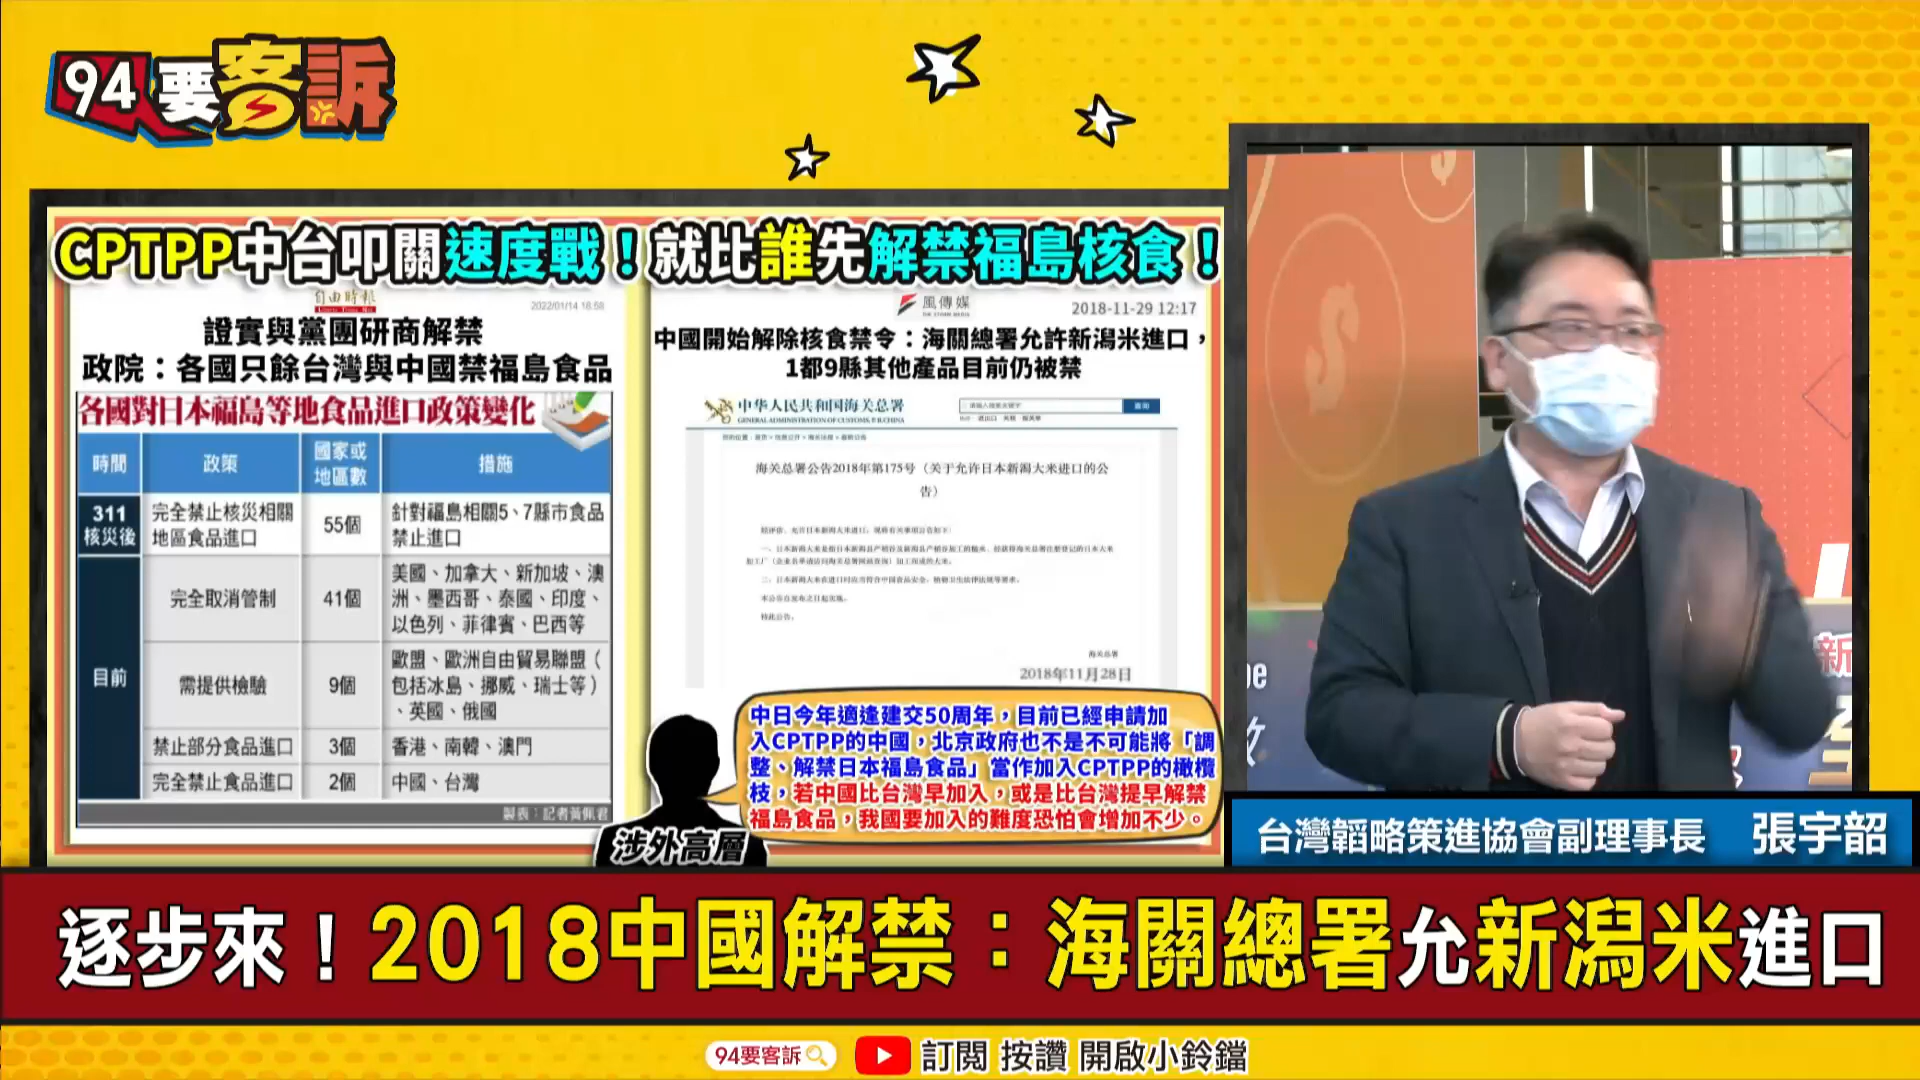 94要客訴
CPTPP中台叩關速度戰！就比誰先解禁福島核食！
自由時報
2022/01/14 16:58
證實與黨團研商解禁
政院：各國只餘台灣與中國禁福島食品
各國對日本福島等地食品進口政策變化
時間 政策 國家或地區數 措施
311核災後 完全禁止核災相關地區食品進口 55個 針對福島相關5、7縣市食品禁止進口
目前 完全取消管制 41個 美國、加拿大、新加坡、澳洲、墨西哥、泰國、印度、以色列、菲律賓、巴西等
需提供檢驗 9個 歐盟、歐洲自由貿易聯盟（包括冰島、挪威、瑞士等）、英國、俄國
禁止部分食品進口 3個 香港、南韓、澳門
完全禁止食品進口 2個 中國、台灣
製表：記者黃佩君
風傳媒
2018-11-29 12:17
中國開始解除核食禁令：海關總署允許新潟米進口，
1都9縣其他產品目前仍被禁
中华人民共和国海关总署
GENERAL ADMINISTRATION OF CUSTOMS, P.R.CHINA
海关总署公告2018年第175号（关于允许日本新潟大米进口的公
告）
本公告自发布之日起实施。
特此公告。
海关总署
2018年11月28日
中日今年適逢建交50周年，目前已經申請加
入CPTPP的中國，北京政府也不是不可能將「調
整、解禁日本福島食品」當作加入CPTPP的橄欖
枝，若中國比台灣早加入，或是比台灣提早解禁
福島食品，我國要加入的難度恐怕會增加不少。
涉外高層
台灣韜略策進協會副理事長 張宇韶
逐步來！2018中國解禁：海關總署允新潟米進口
94要客訴
訂閱 按讚 開啟小鈴鐺